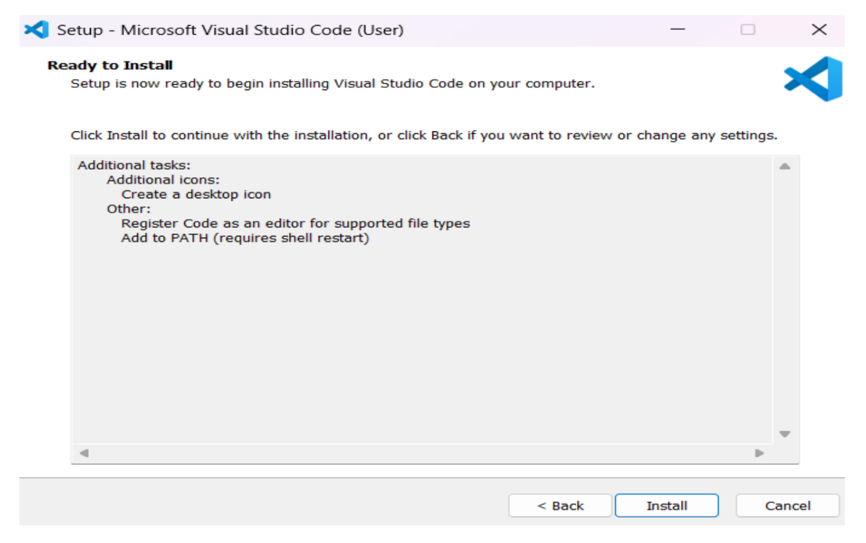 Setup - Microsoft Visual Studio Code (User)
Ready to Install
Setup is now ready to begin installing Visual Studio Code on your computer.
Click Install to continue with the installation, or click Back if you want to review or change any settings.
Additional tasks:
Additional icons:
Create a desktop icon
Other:
Register Code as an editor for supported file types
Add to PATH (requires shell restart)
< Back
Install
Cancel